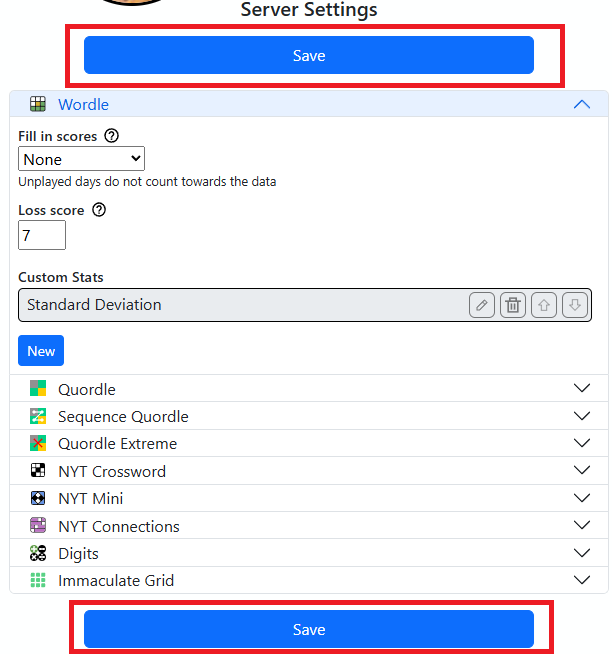 Server Settings
Save
Wordle
Fill in scores
None
Unplayed days do not count towards the data
Loss score
7
Custom Stats
Standard Deviation
New
Quordle
Sequence Quordle
Quordle Extreme
NYT Crossword
NYT Mini
NYT Connections
Digits
Immaculate Grid
Save